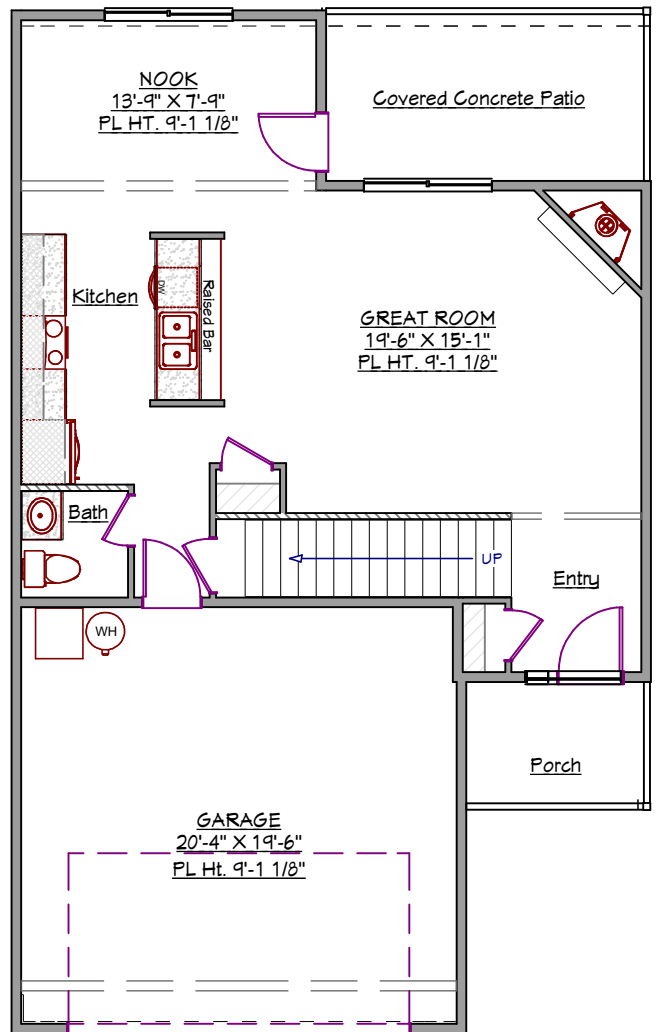 NOOK
13'-9" X 7'-9"
PL HT. 9'-1 1/8"
Covered Concrete Patio
Kitchen
DW
Raised Bar
GREAT ROOM
19'-6" X 15'-1"
PL HT. 9'-1 1/8"
Bath
UP
Entry
WH
Porch
GARAGE
20'-4" X 19'-6"
PL Ht. 9'-1 1/8"